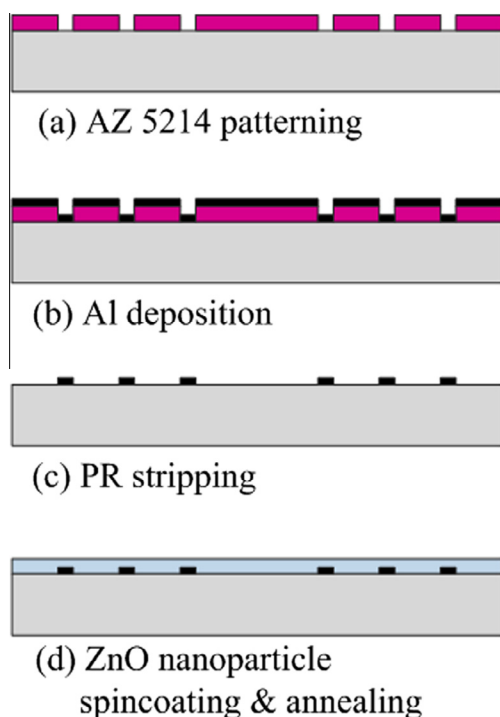 (a) AZ 5214 patterning
(b) Al deposition
(c) PR stripping
(d) ZnO nanoparticle
spincoating & annealing